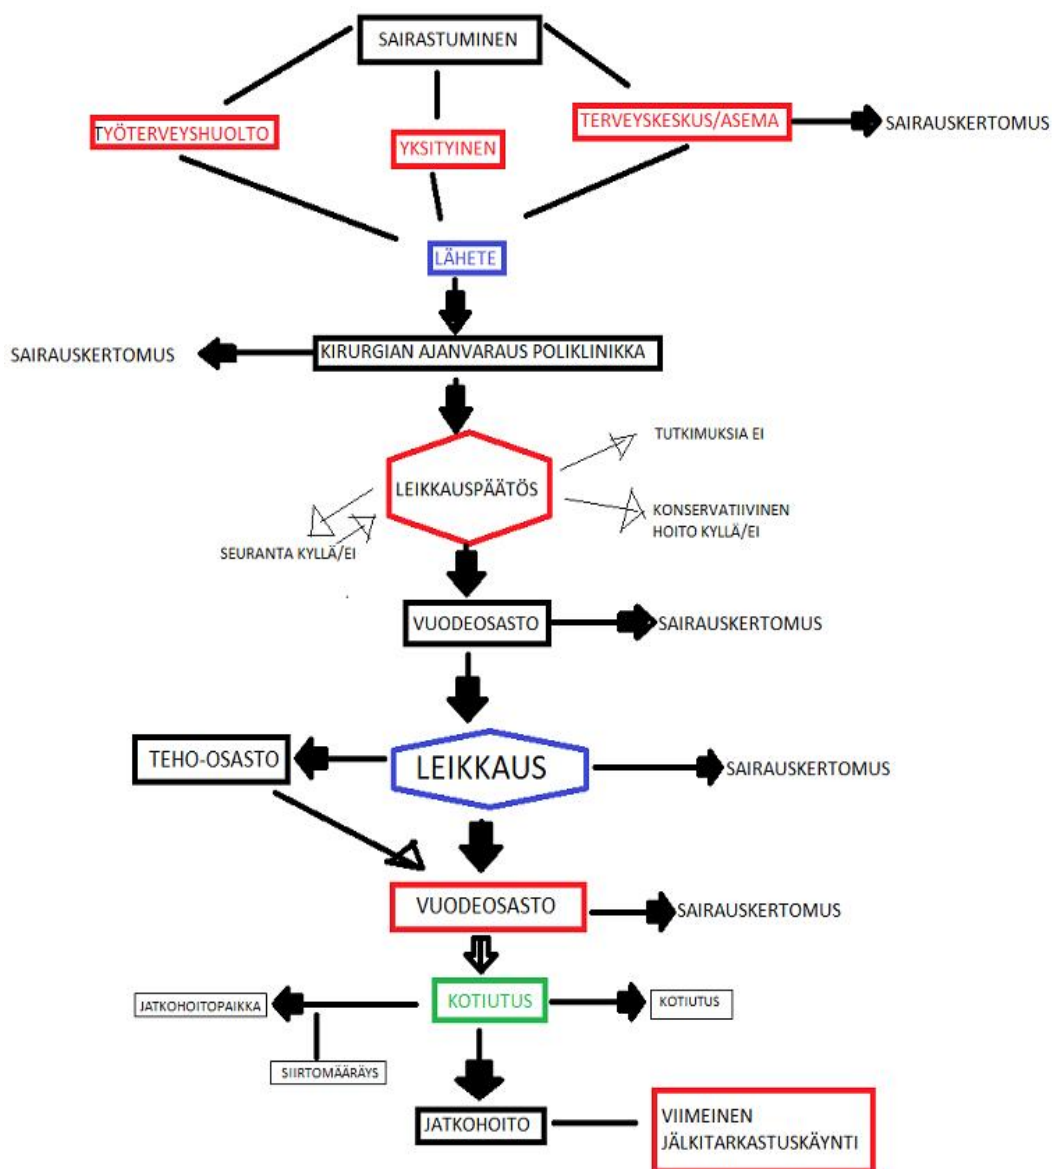 SAIRASTUMINEN
TYÖTERVEYSHUOLTO
YKSITYINEN
TERVEYSKESKUS/ASEMA
SAIRAUSKERTOMUS
LÄHETE
SAIRAUSKERTOMUS
KIRURGIAN AJANVARAUS POLIKLINIKKA
LEIKKAUSPÄÄTÖS
TUTKIMUKSIA EI
KONSERVATIIVINEN
HOITO KYLLÄ/EI
SEURANTA KYLLÄ/EI
VUODEOSASTO
SAIRAUSKERTOMUS
TEHO-OSASTO
LEIKKAUS
SAIRAUSKERTOMUS
VUODEOSASTO
SAIRAUSKERTOMUS
JATKOHOITOPAIKKA
KOTIUTUS
KOTIUTUS
SIIRTOMÄÄRÄYS
JATKOHOITO
VIIMEINEN
JÄLKITARKASTUSKÄYNTI